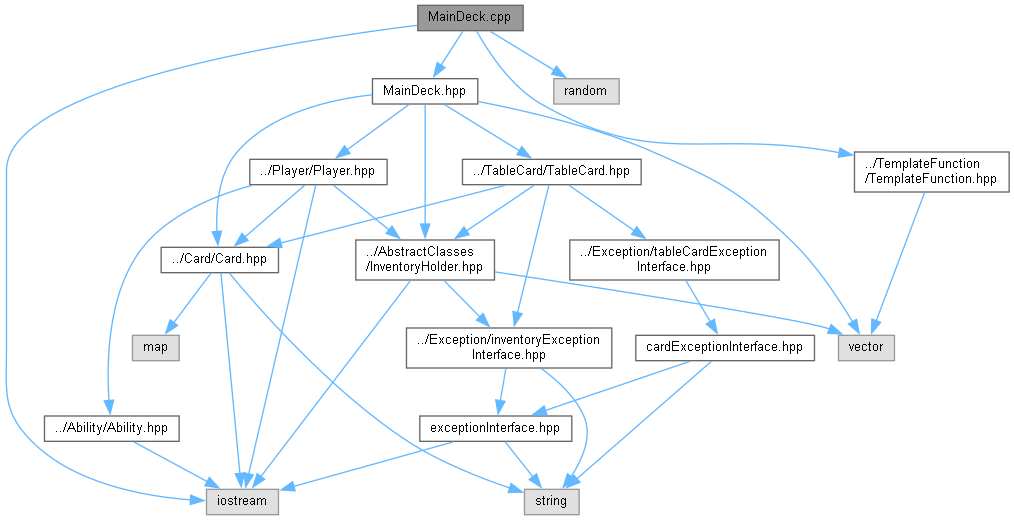 MainDeck.cpp
MainDeck.hpp
random
../Player/Player.hpp
../TableCard/TableCard.hpp
../TemplateFunction
/TemplateFunction.hpp
../Card/Card.hpp
../AbstractClasses
/InventoryHolder.hpp
../Exception/tableCardException
Interface.hpp
map
../Exception/inventoryException
Interface.hpp
cardExceptionInterface.hpp
vector
../Ability/Ability.hpp
exceptionInterface.hpp
iostream
string